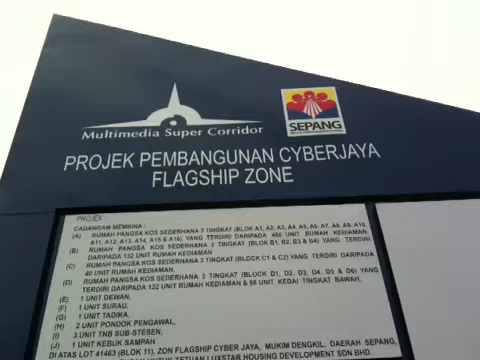 Multimedia Super Corridor
SEPANG
PROJEK PEMBANGUNAN CYBERJAYA
FLAGSHIP ZONE
PROJEK :
CADANGAM MEMBINA :
(A) RUMAH PANGSA KOS SEDERHANA 3 TINGKAT (BLOK A1, A2, A3, A4, A5, A6, A7, A8, A9, A10,
A11, A12, A13, A14, A15 & A16) YANG TERDIRI DARIPADA 480 UNIT RUMAH KEDIAMAN
(B) RUMAH PANGSA KOS SEDERHANA 3 TINGKAT (BLOK B1, B2, B3 & B4) YANG TERDIRI
DARIPADA 132 UNIT RUMAH KEDIAMAN
(C) RUMAH PANGSA KOS SEDERHANA 3 TINGKAT (BLOCK C1 & C2) YANG TERDIRI DARIPADA
40 UNIT RUMAH KEDIAMAN.
(D) RUMAH PANGSA KOS SEDERHANA 3 TINGKAT (BLOCK D1, D2, D3, D4, D5 & D6) YANG
TERDIRI DARIPADA 132 UNIT RUMAH KEDIAMAN & 66 UNIT KEDAI TINGKAT BAWAH,
(E) 1 UNIT DEWAN,
(F) 1 UNIT SURAU,
(G) 1 UNIT TADIKA,
(H) 2 UNIT PONDOK PENGAWAL,
(I) 3 UNIT TNB SUB-STESEN,
(J) 1 UNIT KEBUK SAMPAH
DI ATAS LOT 41463 (BLOK 11), ZON FLAGSHIP CYBER JAYA, MUKIM DENGKIL, DAERAH SEPANG,
UNTUK TETUAN LUXSTAR HOUSING DEVELOPMENT SDN BHD